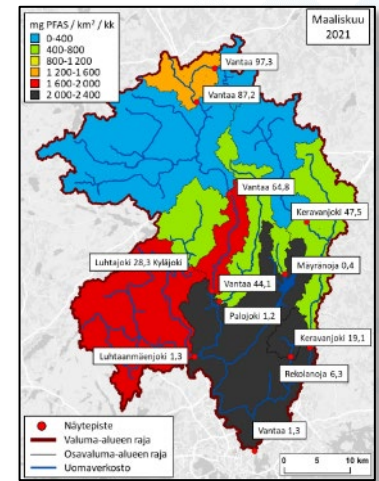 mg PFAS / km² / kk
0-400
400-800
800-1 200
1 200-1 600
1 600-2 000
2 000-2 400
Maaliskuu
2021
Vantaa 97,3
Vantaa 87,2
Vantaa 64,8
Keravanjoki 47,5
Luhtajoki 28,3 Kyläjoki
Mäyränoja 0,4
Vantaa 44,1
Palojoki 1,2
Keravanjoki 19,1
Luhtaanmäenjoki 1,3
Rekolanoja 6,3
Vantaa 1,3
Näytepiste
Valuma-alueen raja
Osavaluma-alueen raja
Uomaverkosto
0 5 10 km